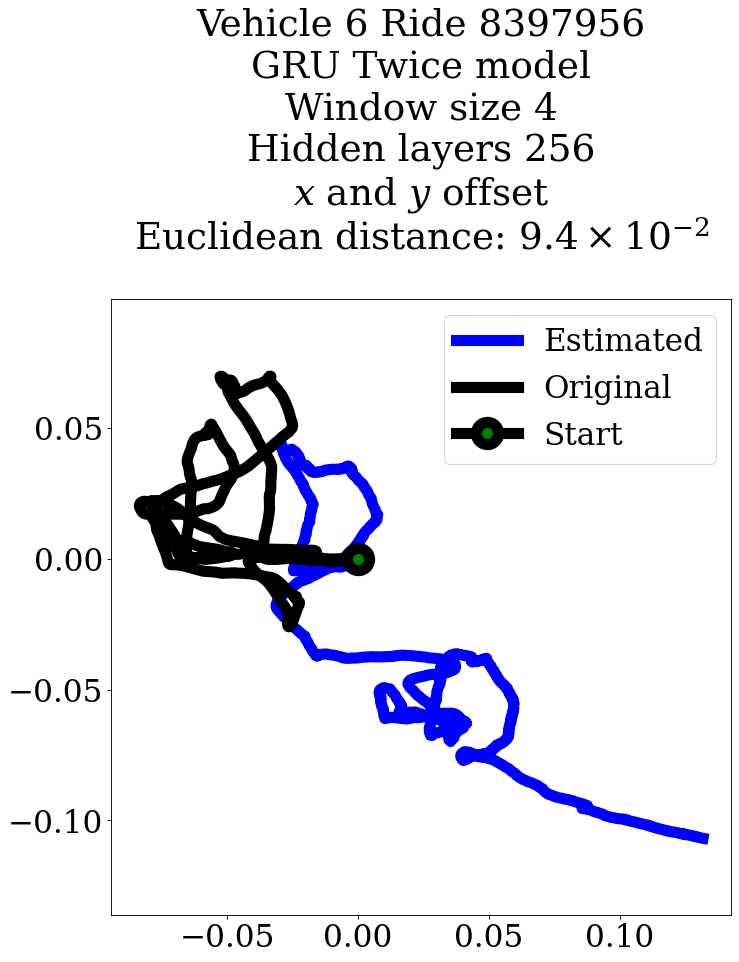 Vehicle 6 Ride 8397956
GRU Twice model
Window size 4
Hidden layers 256
x and y offset
Euclidean distance: 9.4 × 10⁻²
Estimated
Original
Start
0.05
0.00
−0.05
−0.10
−0.05 0.00 0.05 0.10